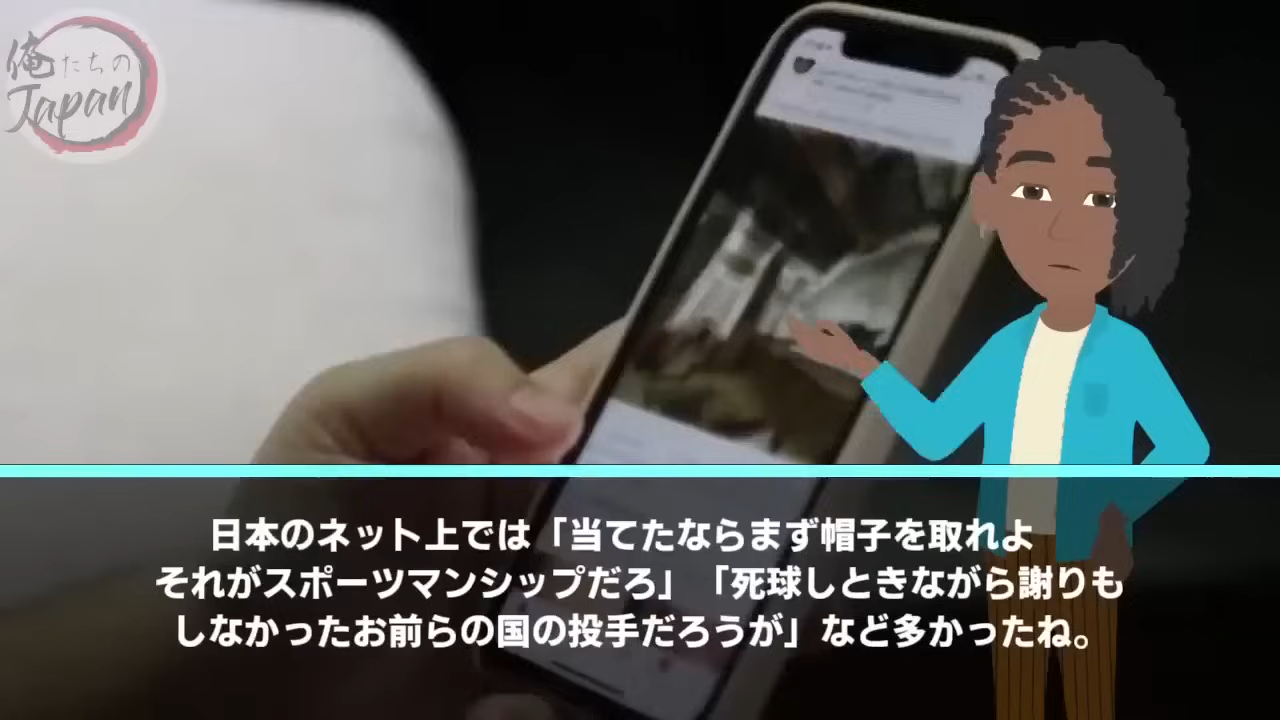 俺たちの
Japan
日本のネット上では「当てたならまず帽子を取れよ
それがスポーツマンシップだろ」「死球しときながら謝りも
しなかったお前らの国の投手だろうが」など多かったね。